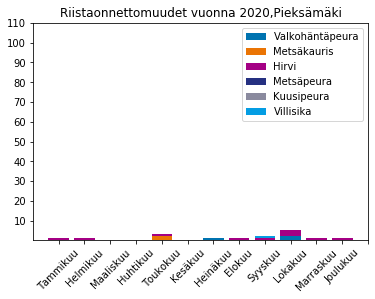 Riistaonnettomuudet vuonna 2020,Pieksämäki
110
100
90
80
70
60
50
40
30
20
10
Valkohäntäpeura
Metsäkauris
Hirvi
Metsäpeura
Kuusipeura
Villisika
Tammikuu
Helmikuu
Maaliskuu
Huhtikuu
Toukokuu
Kesäkuu
Heinäkuu
Elokuu
Syyskuu
Lokakuu
Marraskuu
Joulukuu